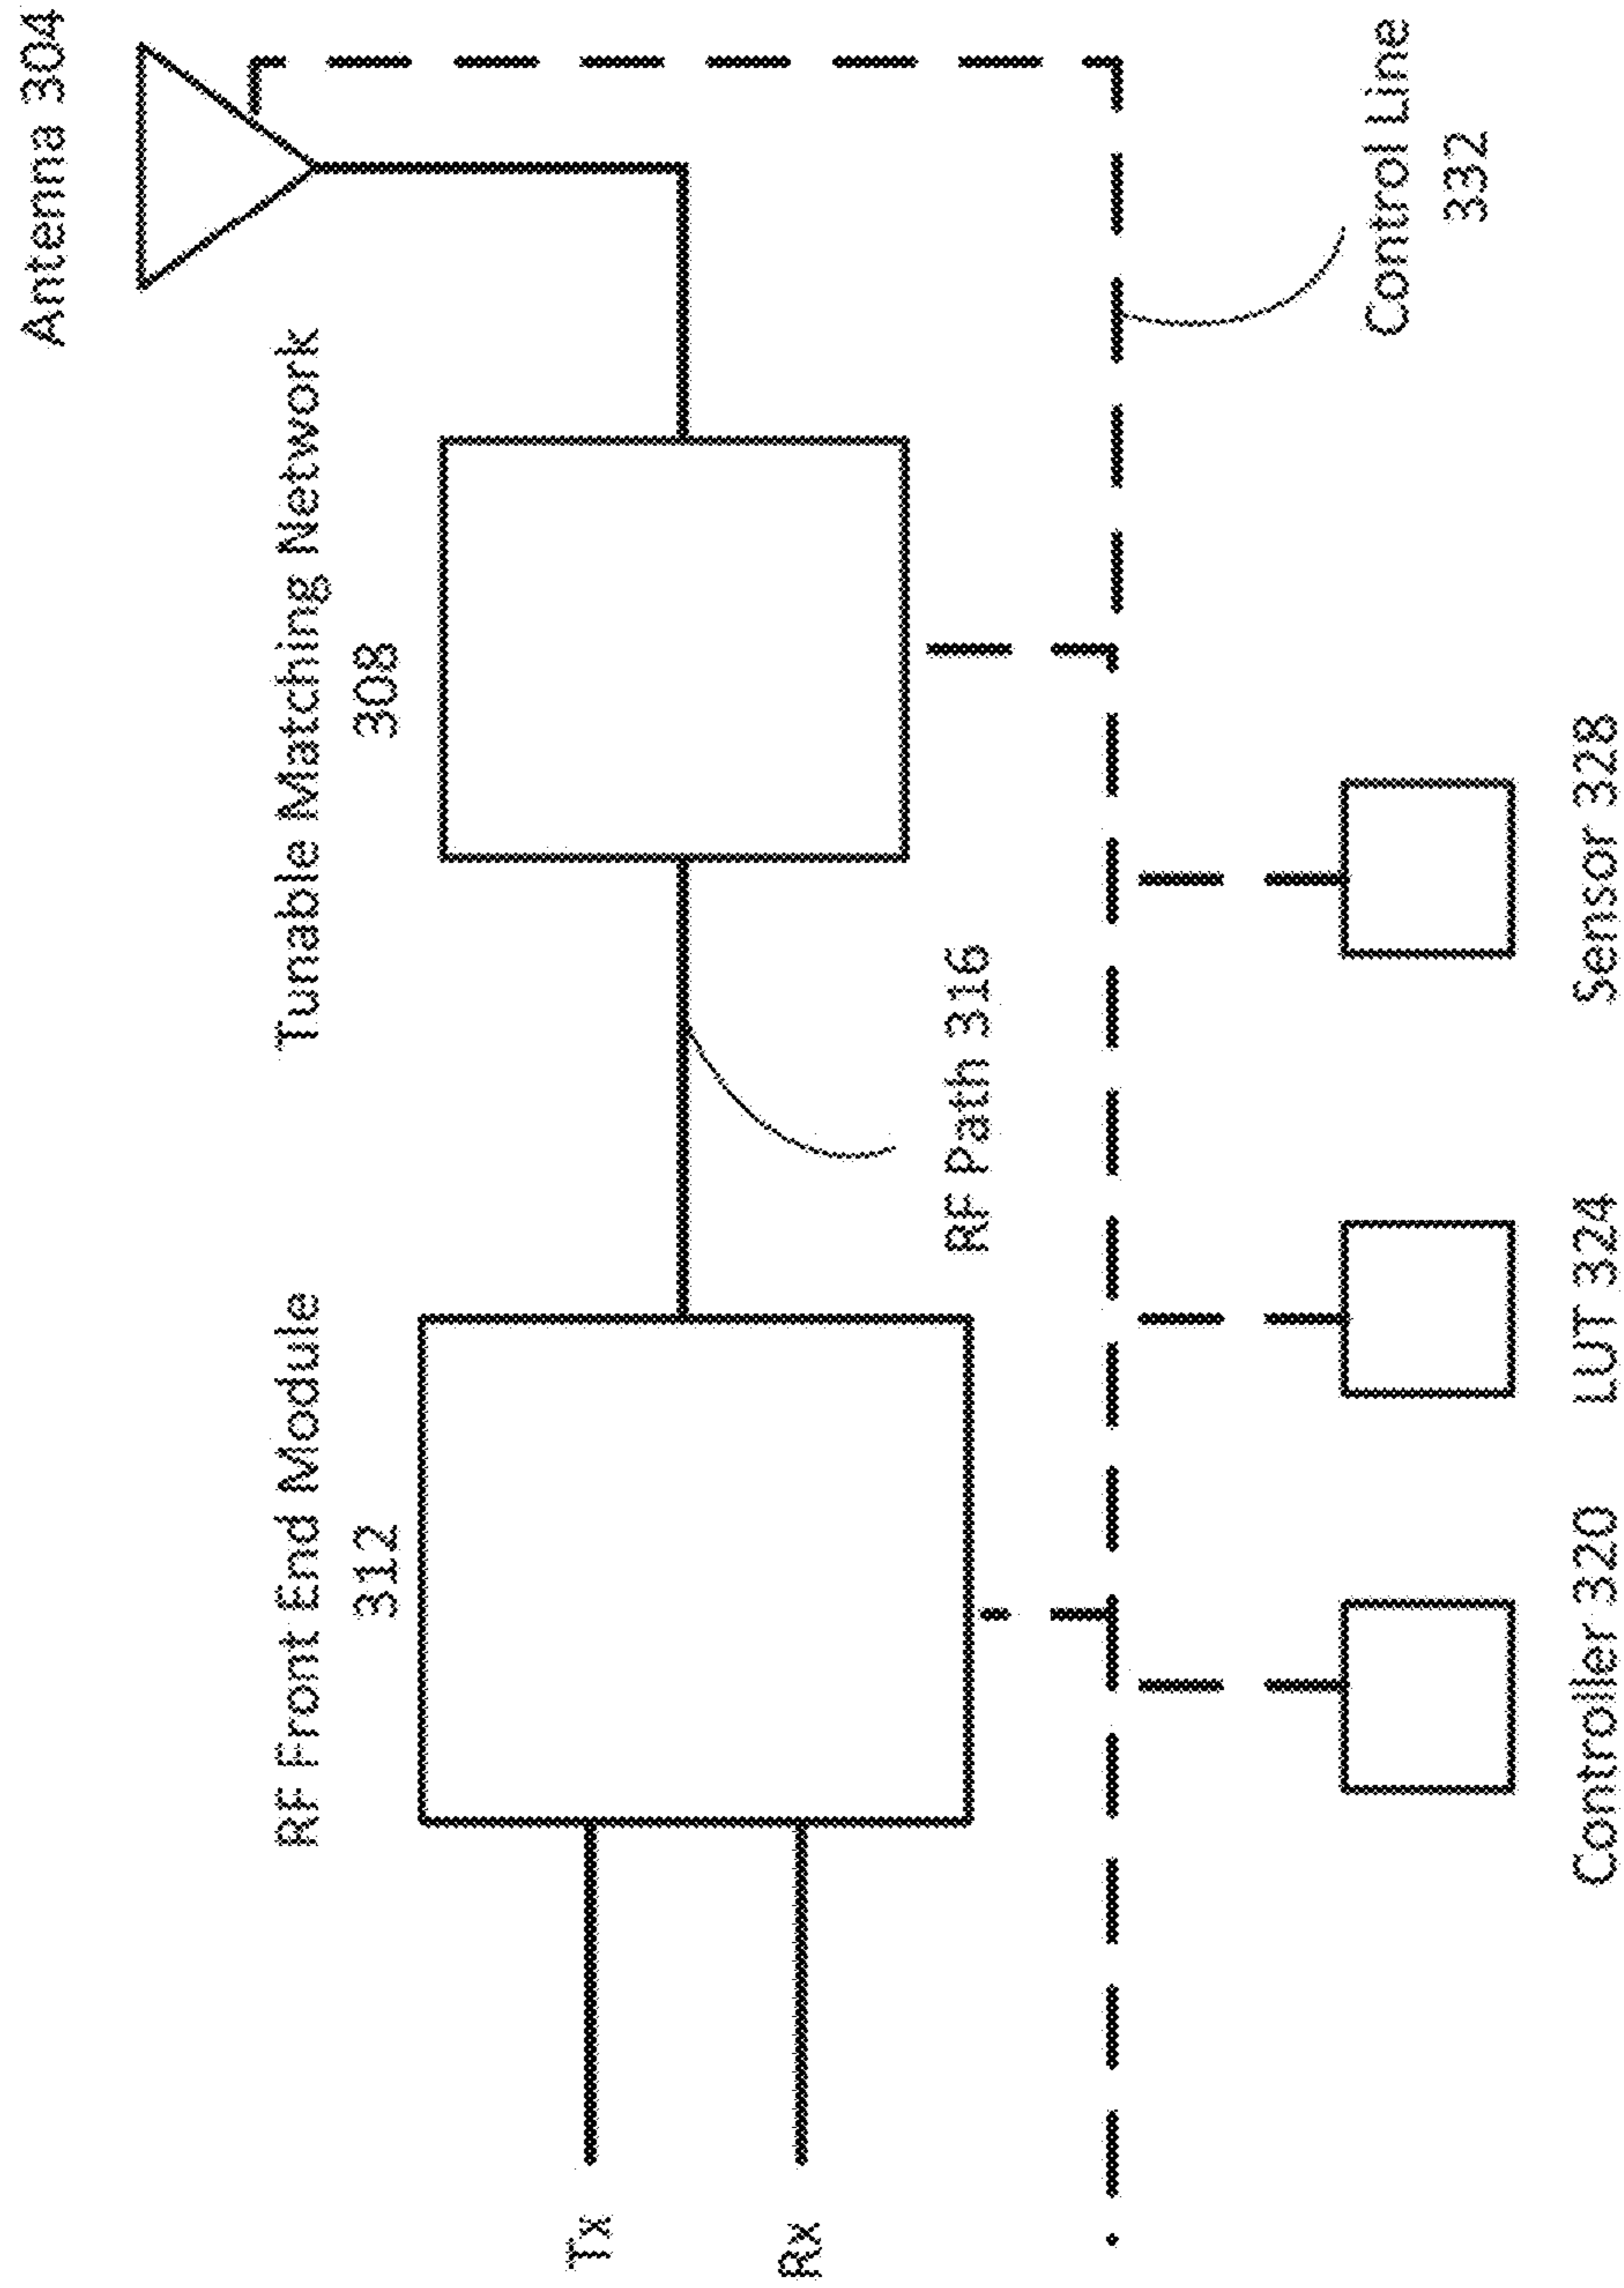 Antenna 304
Tunable Matching Network
308
RF Front End Module
312
RF Path 316
Tx
Rx
Control Line
332
Controller 320
LUT 324
Sensor 328